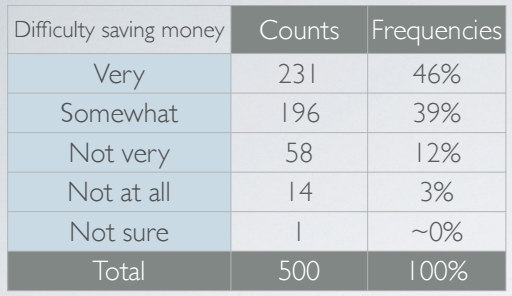 Difficulty saving money Counts Frequencies
Very 231 46%
Somewhat 196 39%
Not very 58 12%
Not at all 14 3%
Not sure 1 ~0%
Total 500 100%